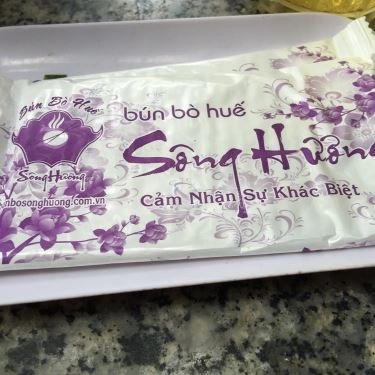 Bún Bò Huế
Sông Hương
nbosonghuong.com.vn
bún bò huế
Sông Hương
Cảm Nhận Sự Khác Biệt